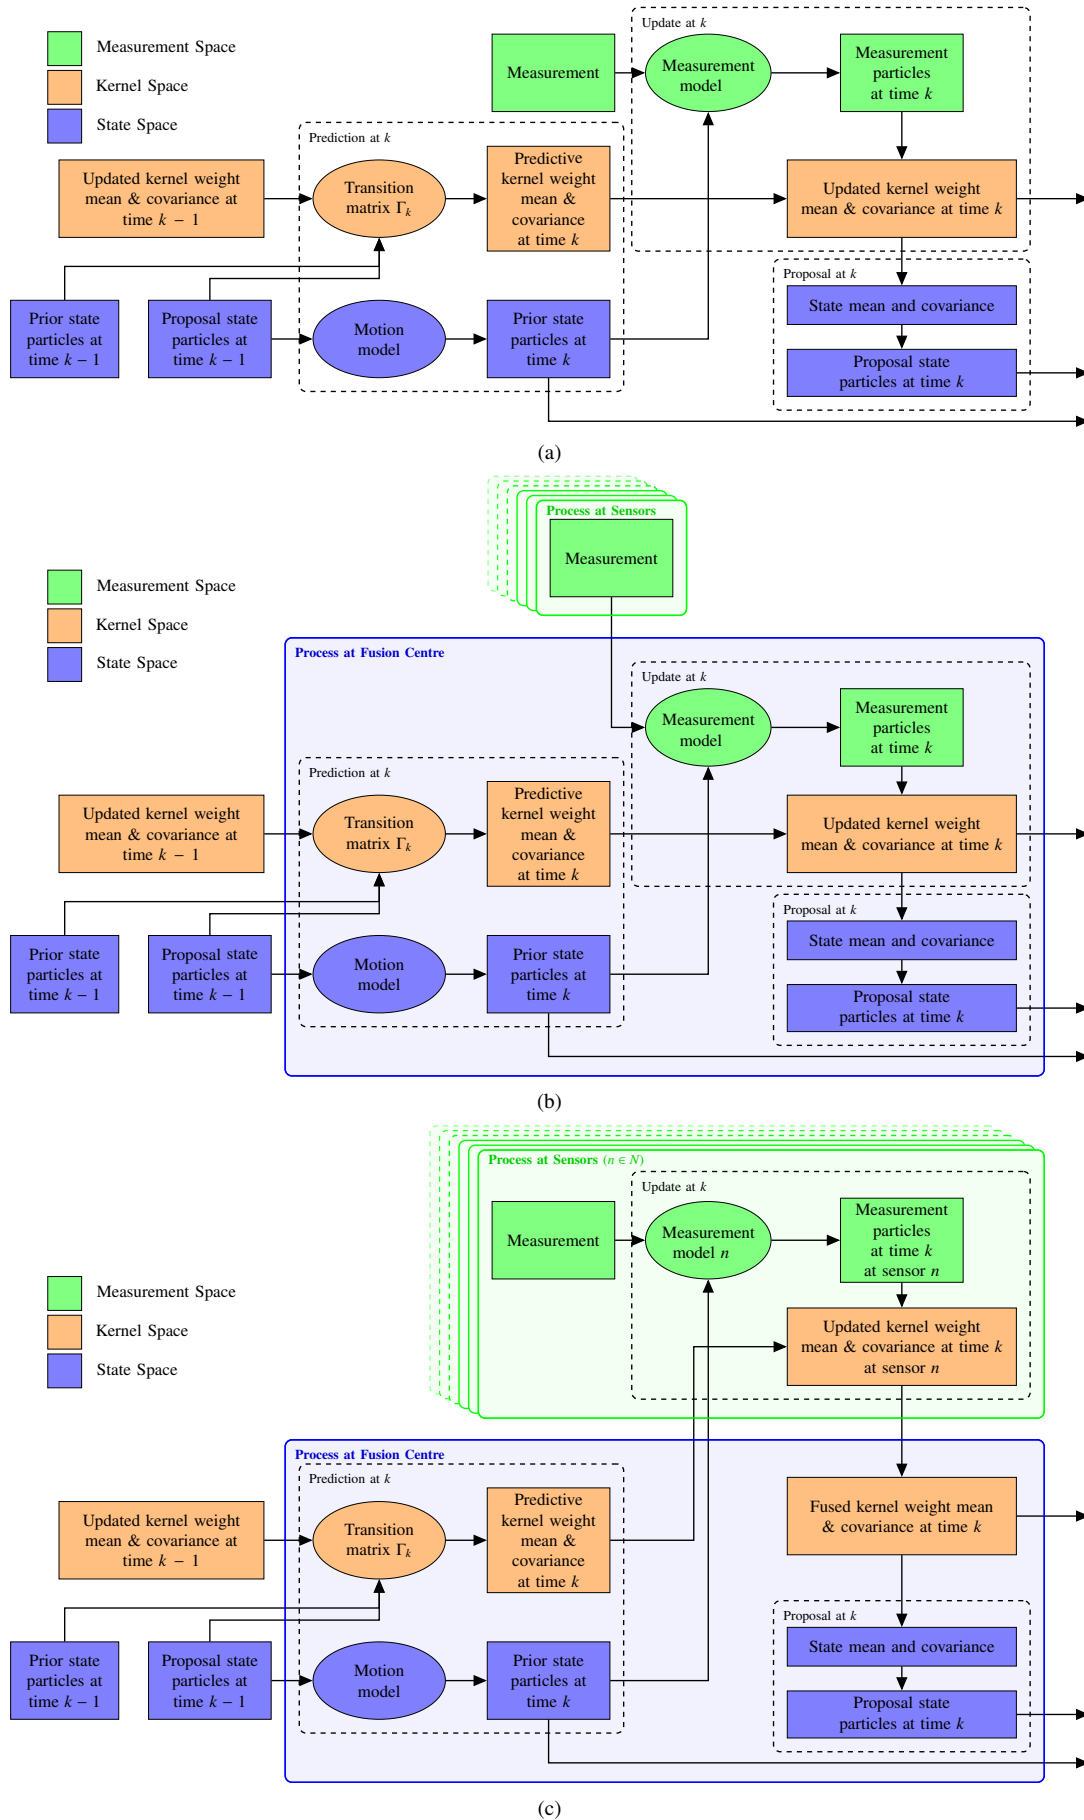 Measurement Space
Kernel Space
State Space
Update at k
Measurement
Measurement
model
Measurement
particles
at time k
Prediction at k
Updated kernel weight
mean & covariance at
time k − 1
Transition
matrix Γk
Predictive
kernel weight
mean &
covariance
at time k
Updated kernel weight
mean & covariance at time k
Prior state
particles at
time k − 1
Proposal state
particles at
time k − 1
Motion
model
Prior state
particles at
time k
Proposal at k
State mean and covariance
Proposal state
particles at time k
(a)
Process at Sensors
Measurement
Measurement Space
Kernel Space
State Space
Process at Fusion Centre
Update at k
Measurement
model
Measurement
particles
at time k
Prediction at k
Updated kernel weight
mean & covariance at
time k − 1
Transition
matrix Γk
Predictive
kernel weight
mean &
covariance
at time k
Updated kernel weight
mean & covariance at time k
Prior state
particles at
time k − 1
Proposal state
particles at
time k − 1
Motion
model
Prior state
particles at
time k
Proposal at k
State mean and covariance
Proposal state
particles at time k
(b)
Process at Sensors (n ∈ N)
Update at k
Measurement
Measurement
model n
Measurement
particles
at time k
at sensor n
Measurement Space
Kernel Space
State Space
Updated kernel weight
mean & covariance at time k
at sensor n
Process at Fusion Centre
Prediction at k
Updated kernel weight
mean & covariance at
time k − 1
Transition
matrix Γk
Predictive
kernel weight
mean &
covariance
at time k
Fused kernel weight mean
& covariance at time k
Prior state
particles at
time k − 1
Proposal state
particles at
time k − 1
Motion
model
Prior state
particles at
time k
Proposal at k
State mean and covariance
Proposal state
particles at time k
(c)